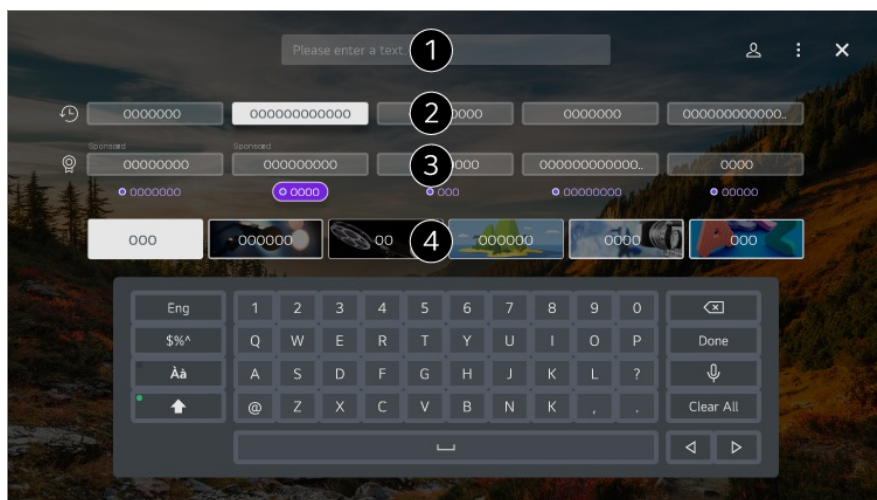 Please enter a text. 1
0000000 000000000000 2 0000 0000000 000000000000..
Sponsored Sponsored
00000000 000000000 3 000 000000000000.. 0000
0000000 0000 000 00000000 00000
000 000000 00 4 000000 0000 000
Eng 1 2 3 4 5 6 7 8 9 0
$%^ Q W E R T Y U I O P Done
Àà A S D F G H J K L ?
@ Z X C V B N K , . Clear All